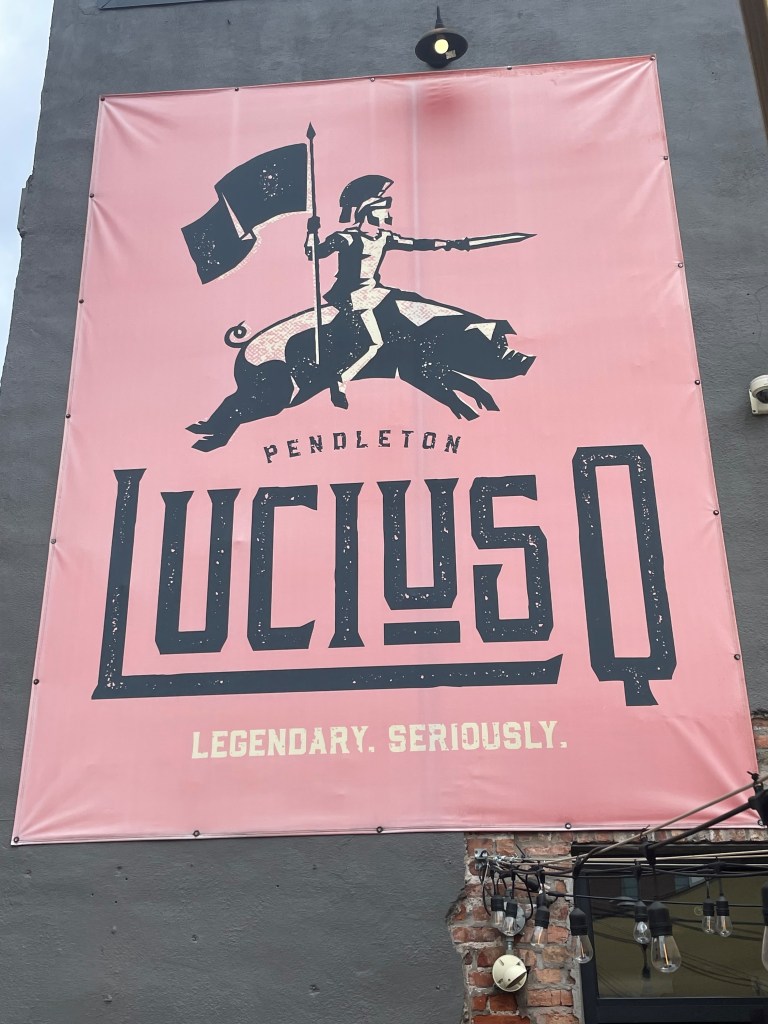 PENDLETON
LUCIUS Q
LEGENDARY. SERIOUSLY.